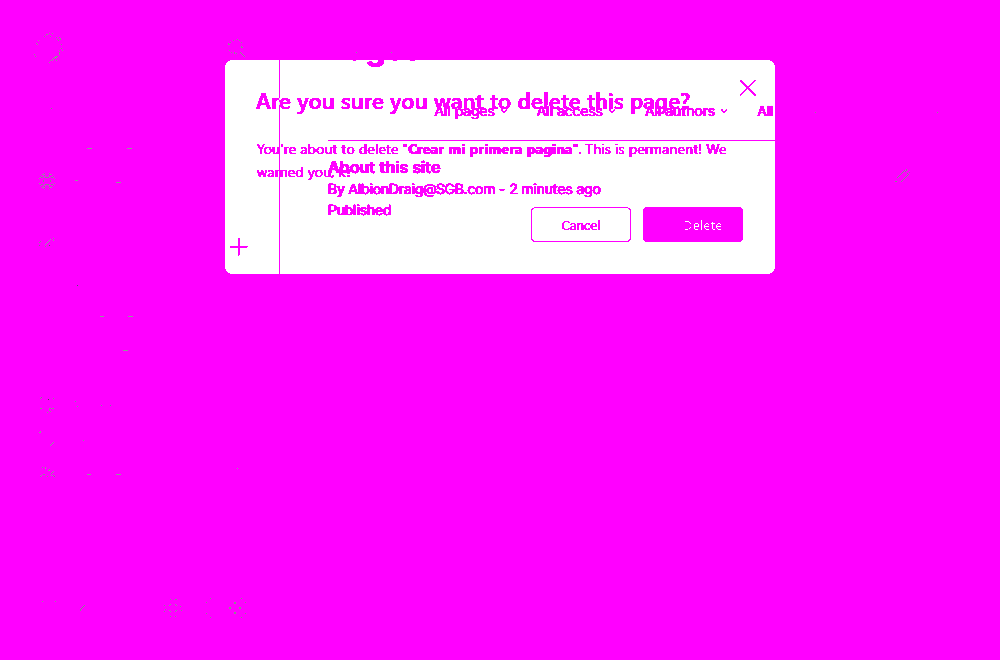 Are you sure you want to delete this page?
All pages
All access
All authors
All
You're about to delete "Crear mi primera pagina". This is permanent! We
warned you, k?
About this site
By AlbionDraig@SGB.com - 2 minutes ago
Published
Cancel
Delete